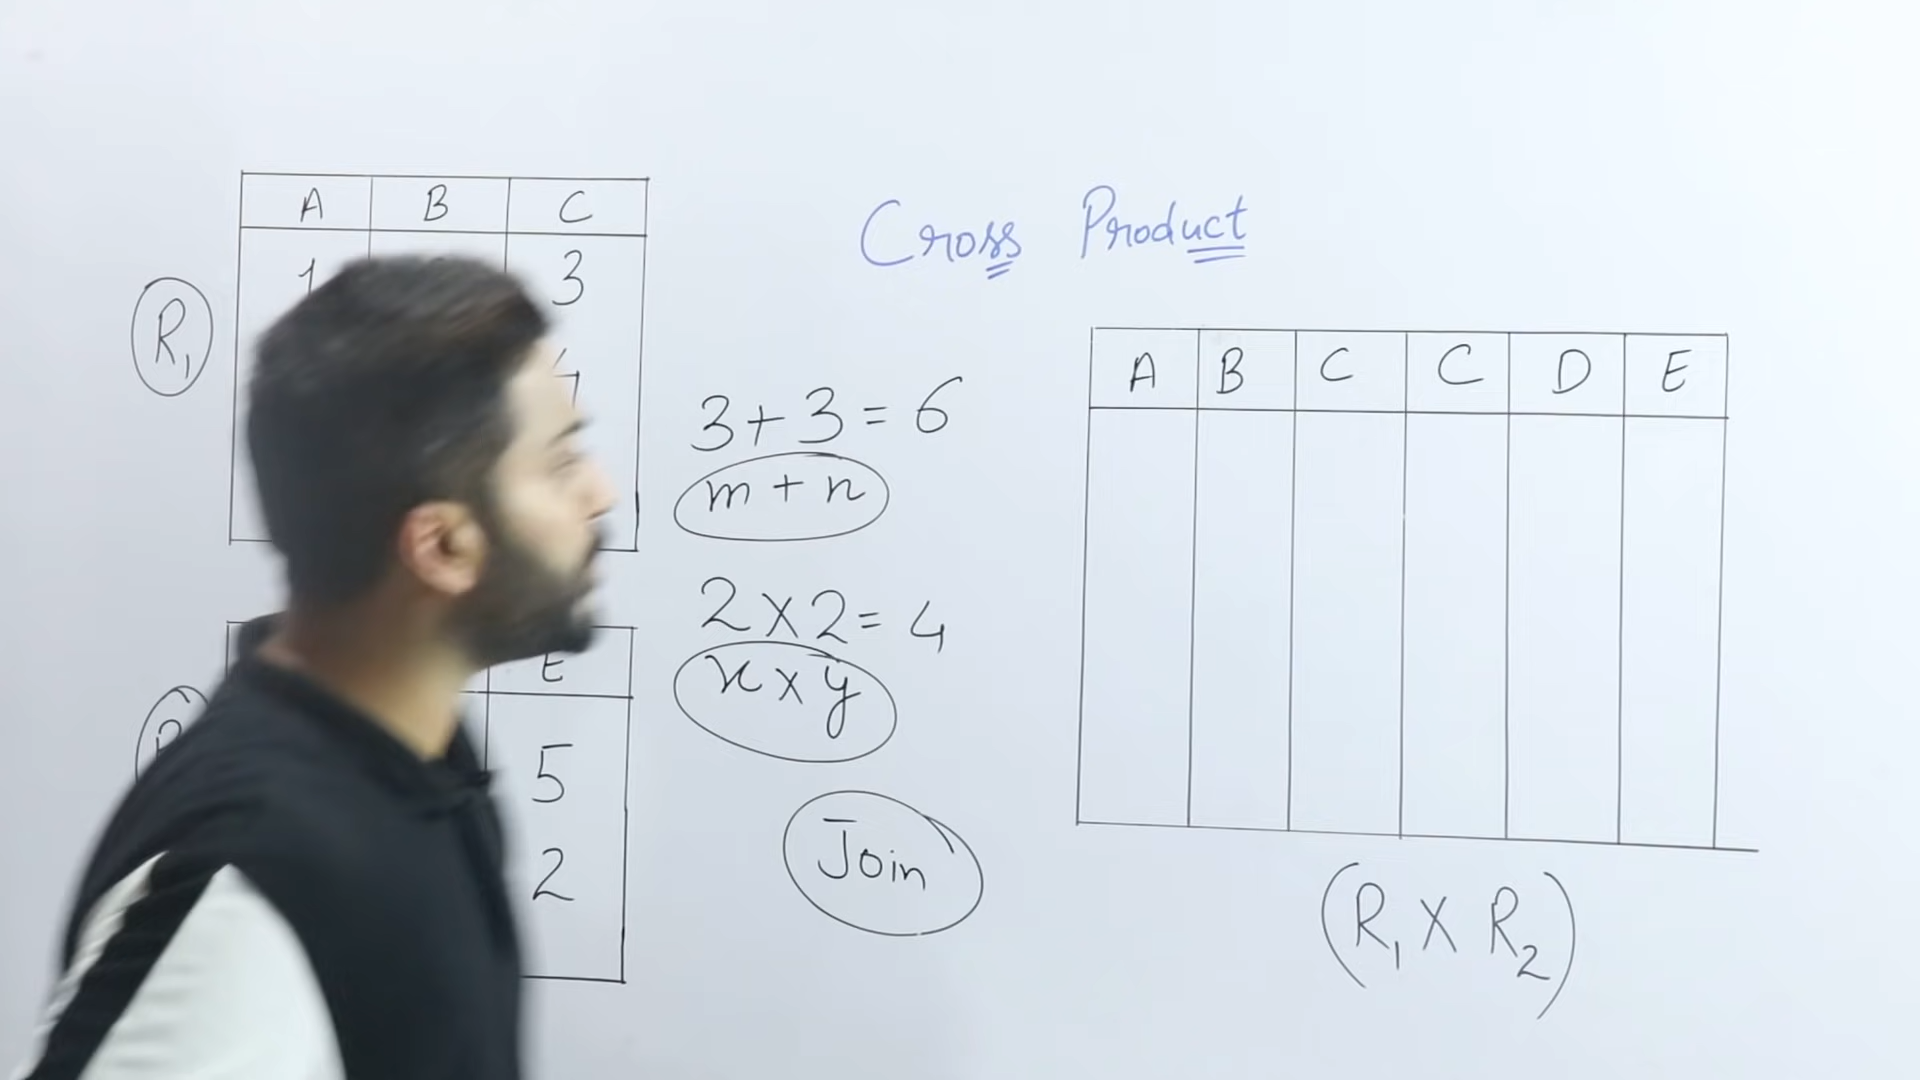 A B C
1 3
R1
E
5
2
Cross Product
3+3= 6
m + n
2x2= 4
x x y
Join
A B C C D E
(R1 X R2)